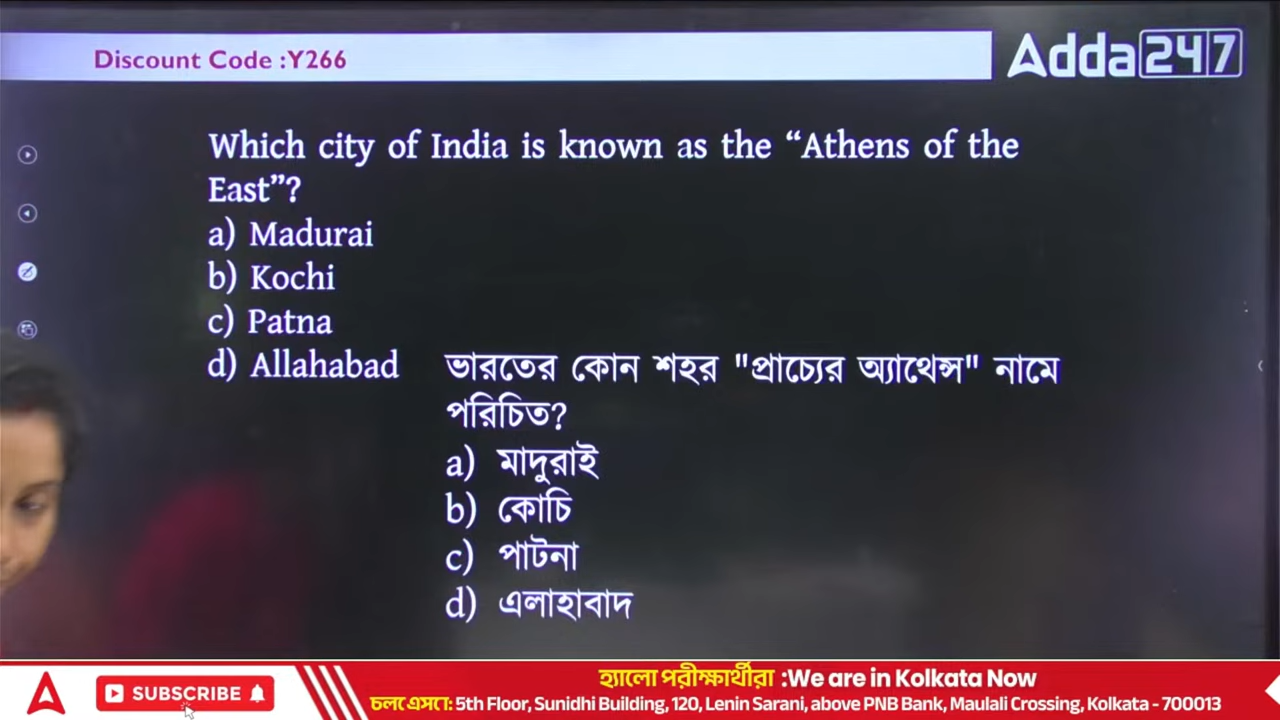 Discount Code :Y266
Adda247
Which city of India is known as the “Athens of the
East”?
a) Madurai
b) Kochi
c) Patna
d) Allahabad
ভারতের কোন শহর "প্রাচ্যের অ্যাথেন্স" নামে
পরিচিত?
a) মাদুরাই
b) কোচি
c) পাটনা
d) এলাহাবাদ
SUBSCRIBE
হ্যালো পরীক্ষার্থীরা :We are in Kolkata Now
চলে এসো: 5th Floor, Sunidhi Building, 120, Lenin Sarani, above PNB Bank, Maulali Crossing, Kolkata - 700013